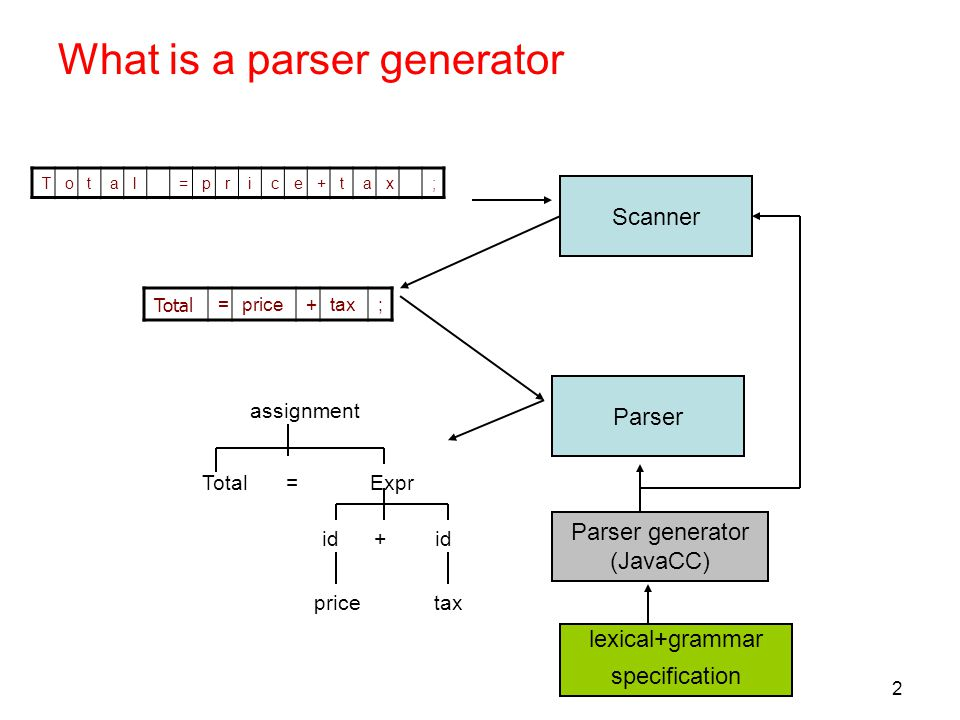 What is a parser generator
T o t a l = p r i c e + t a x ;
Scanner
Total = price + tax ;
Parser
assignment
Total = Expr
id + id
price tax
Parser generator
(JavaCC)
lexical+grammar
specification
2